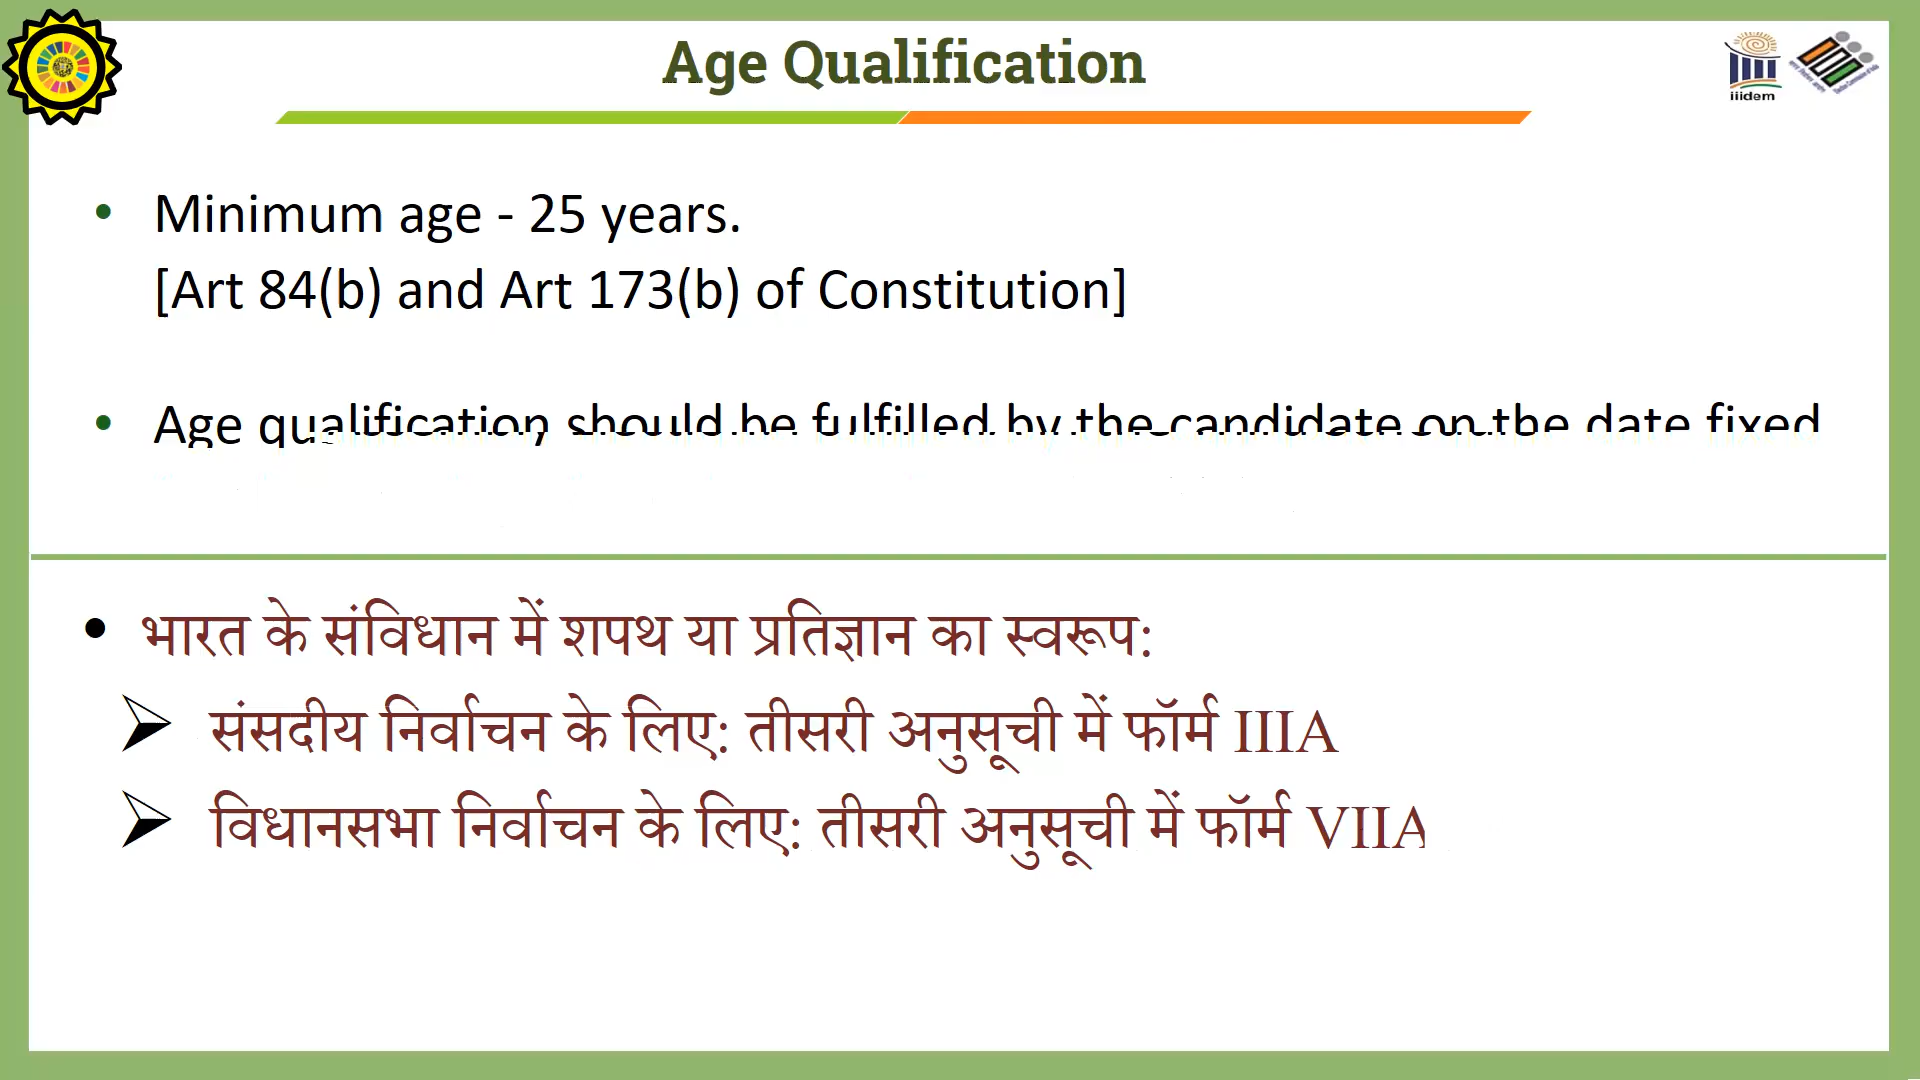 Age Qualification
iiidem
• Minimum age - 25 years.
[Art 84(b) and Art 173(b) of Constitution]
• Age qualification should be fulfilled by the candidate on the date fixed
• भारत के संविधान में शपथ या प्रतिज्ञान का स्वरूप:
➢ संसदीय निर्वाचन के लिए: तीसरी अनुसूची में फॉर्म IIIA
➢ विधानसभा निर्वाचन के लिए: तीसरी अनुसूची में फॉर्म VIIA